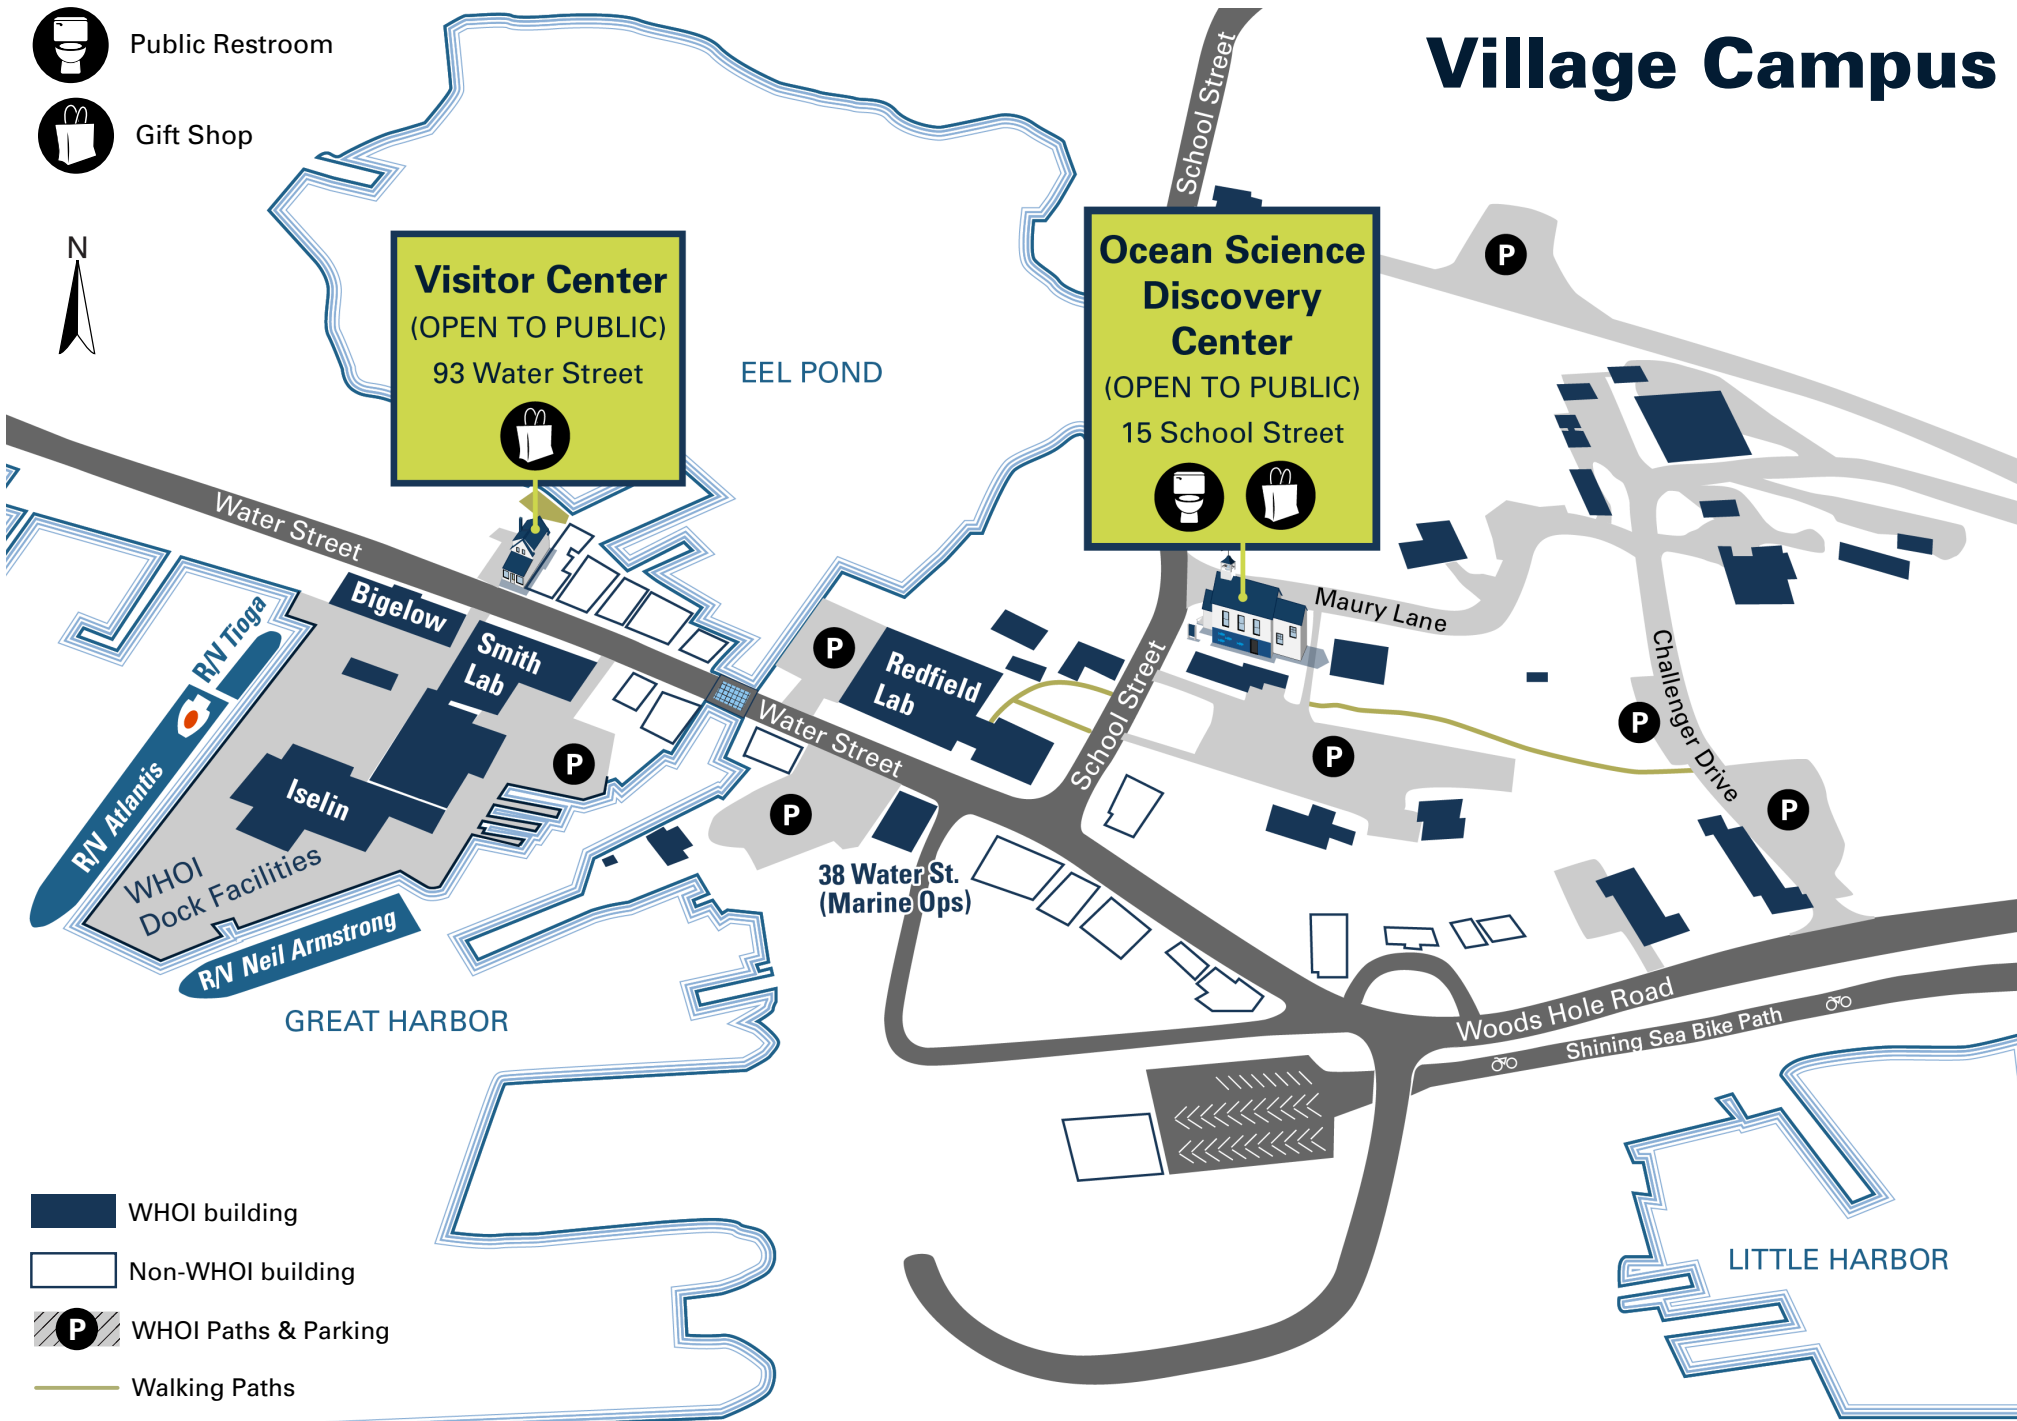 Public Restroom
Gift Shop
Village Campus
N
School Street
Visitor Center
(OPEN TO PUBLIC)
93 Water Street
EEL POND
Ocean Science
Discovery
Center
(OPEN TO PUBLIC)
15 School Street
P
Water Street
Bigelow
Smith
Lab
R/V Tioga
R/V Atlantis
Iselin
P
WHOI
Dock Facilities
R/V Neil Armstrong
GREAT HARBOR
P
Redfield
Lab
Water Street
P
38 Water St.
(Marine Ops)
School Street
Maury Lane
P
Challenger Drive
P
P
Woods Hole Road
Shining Sea Bike Path
LITTLE HARBOR
WHOI building
Non-WHOI building
P
WHOI Paths & Parking
Walking Paths